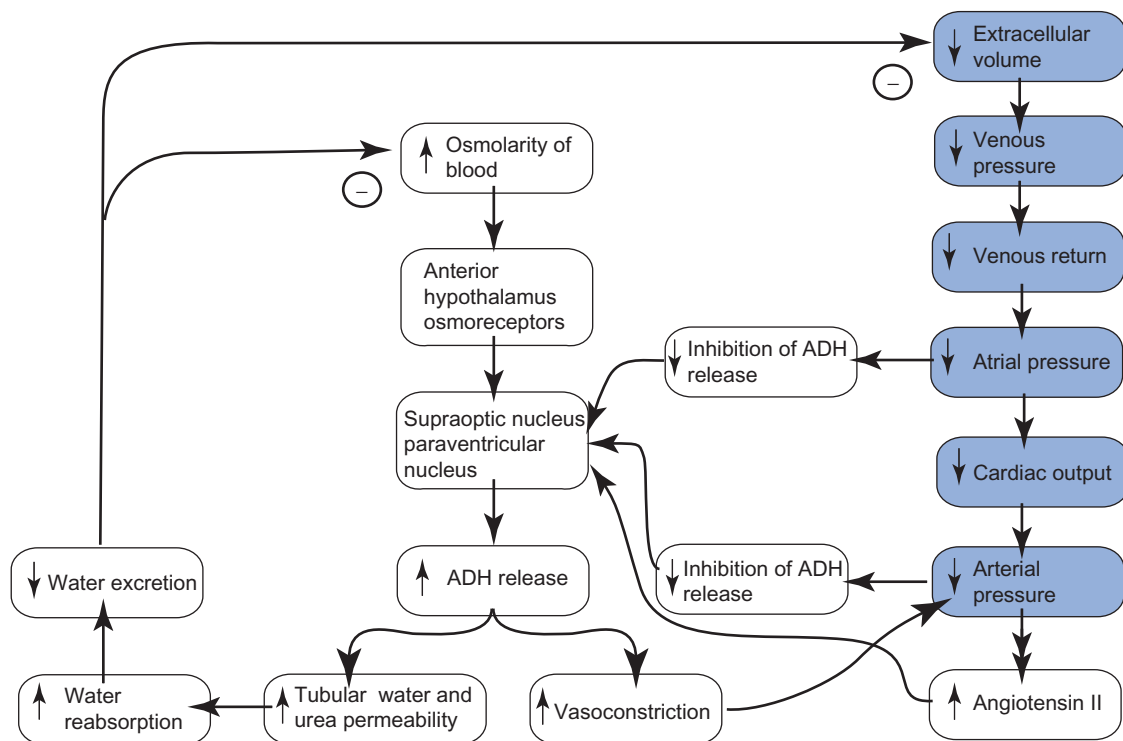 Extracellular
volume
−
Osmolarity of
blood
−
Venous
pressure
Venous return
Anterior
hypothalamus
osmoreceptors
Inhibition of ADH
release
Atrial pressure
Supraoptic nucleus
paraventricular
nucleus
Cardiac output
Water excretion
ADH release
Inhibition of ADH
release
Arterial
pressure
Water
reabsorption
Tubular water and
urea permeability
Vasoconstriction
Angiotensin II